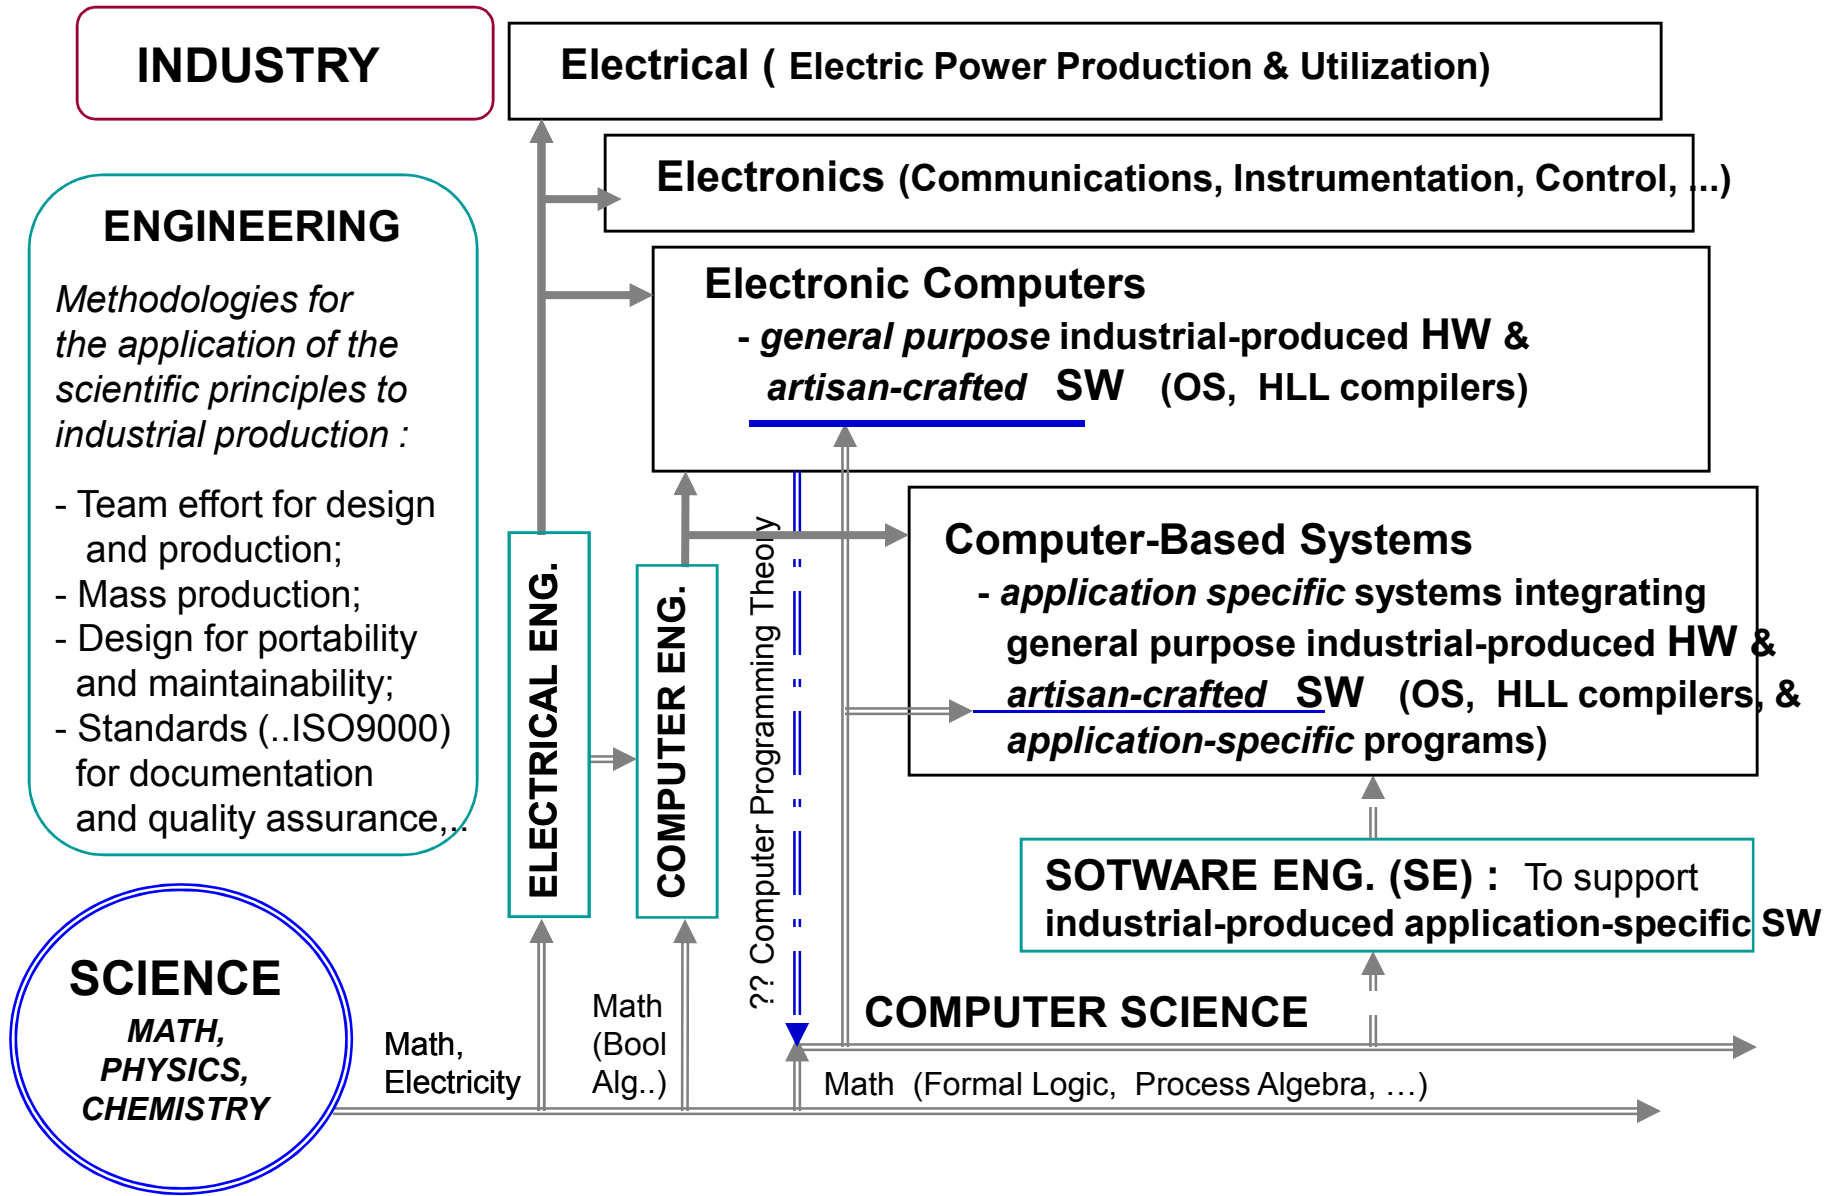 INDUSTRY
Electrical ( Electric Power Production & Utilization)
Electronics (Communications, Instrumentation, Control, ...)
ENGINEERING
Methodologies for
the application of the
scientific principles to
industrial production :
- Team effort for design
and production;
- Mass production;
- Design for portability
and maintainability;
- Standards (..ISO9000)
for documentation
and quality assurance,..
Electronic Computers
- general purpose industrial-produced HW &
artisan-crafted SW (OS, HLL compilers)
Computer-Based Systems
- application specific systems integrating
general purpose industrial-produced HW &
artisan-crafted SW (OS, HLL compilers, &
application-specific programs)
ELECTRICAL ENG.
COMPUTER ENG.
?? Computer Programming Theory
SOTWARE ENG. (SE) : To support
industrial-produced application-specific SW
SCIENCE
MATH,
PHYSICS,
CHEMISTRY
Math,
Electricity
Math
(Bool
Alg..)
COMPUTER SCIENCE
Math (Formal Logic, Process Algebra, …)